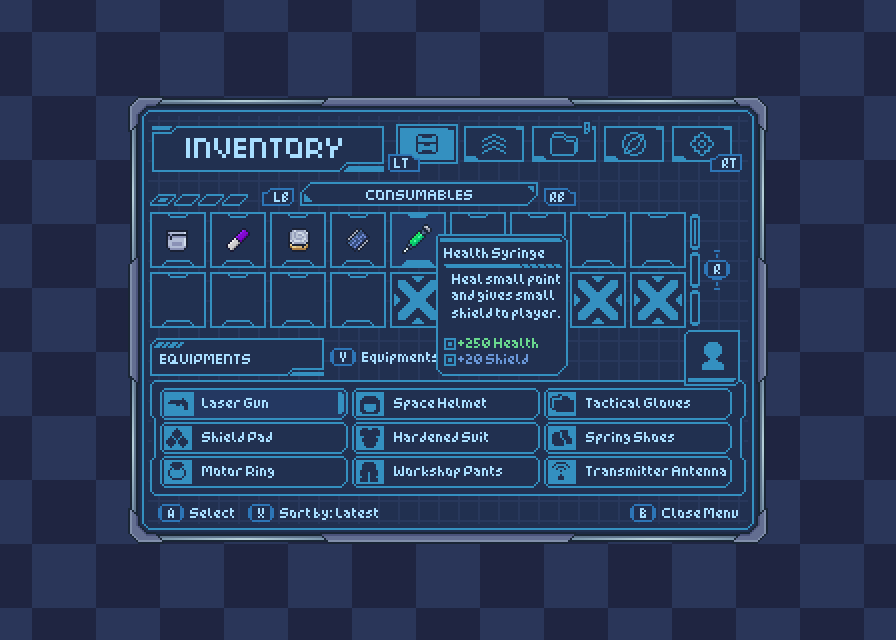 INVENTORY
LT
!
RT
LB
CONSUMABLES
RB
Health Syringe
Heal small point
and gives small
shield to player.
+250 Health
+20 Shield
R
EQUIPMENTS
Y Equipments
Laser Gun
Space Helmet
Tactical Gloves
Shield Pad
Hardened Suit
Spring Shoes
Motor Ring
Workshop Pants
Transmitter Antenna
A Select
X Sort by: Latest
B Close Menu